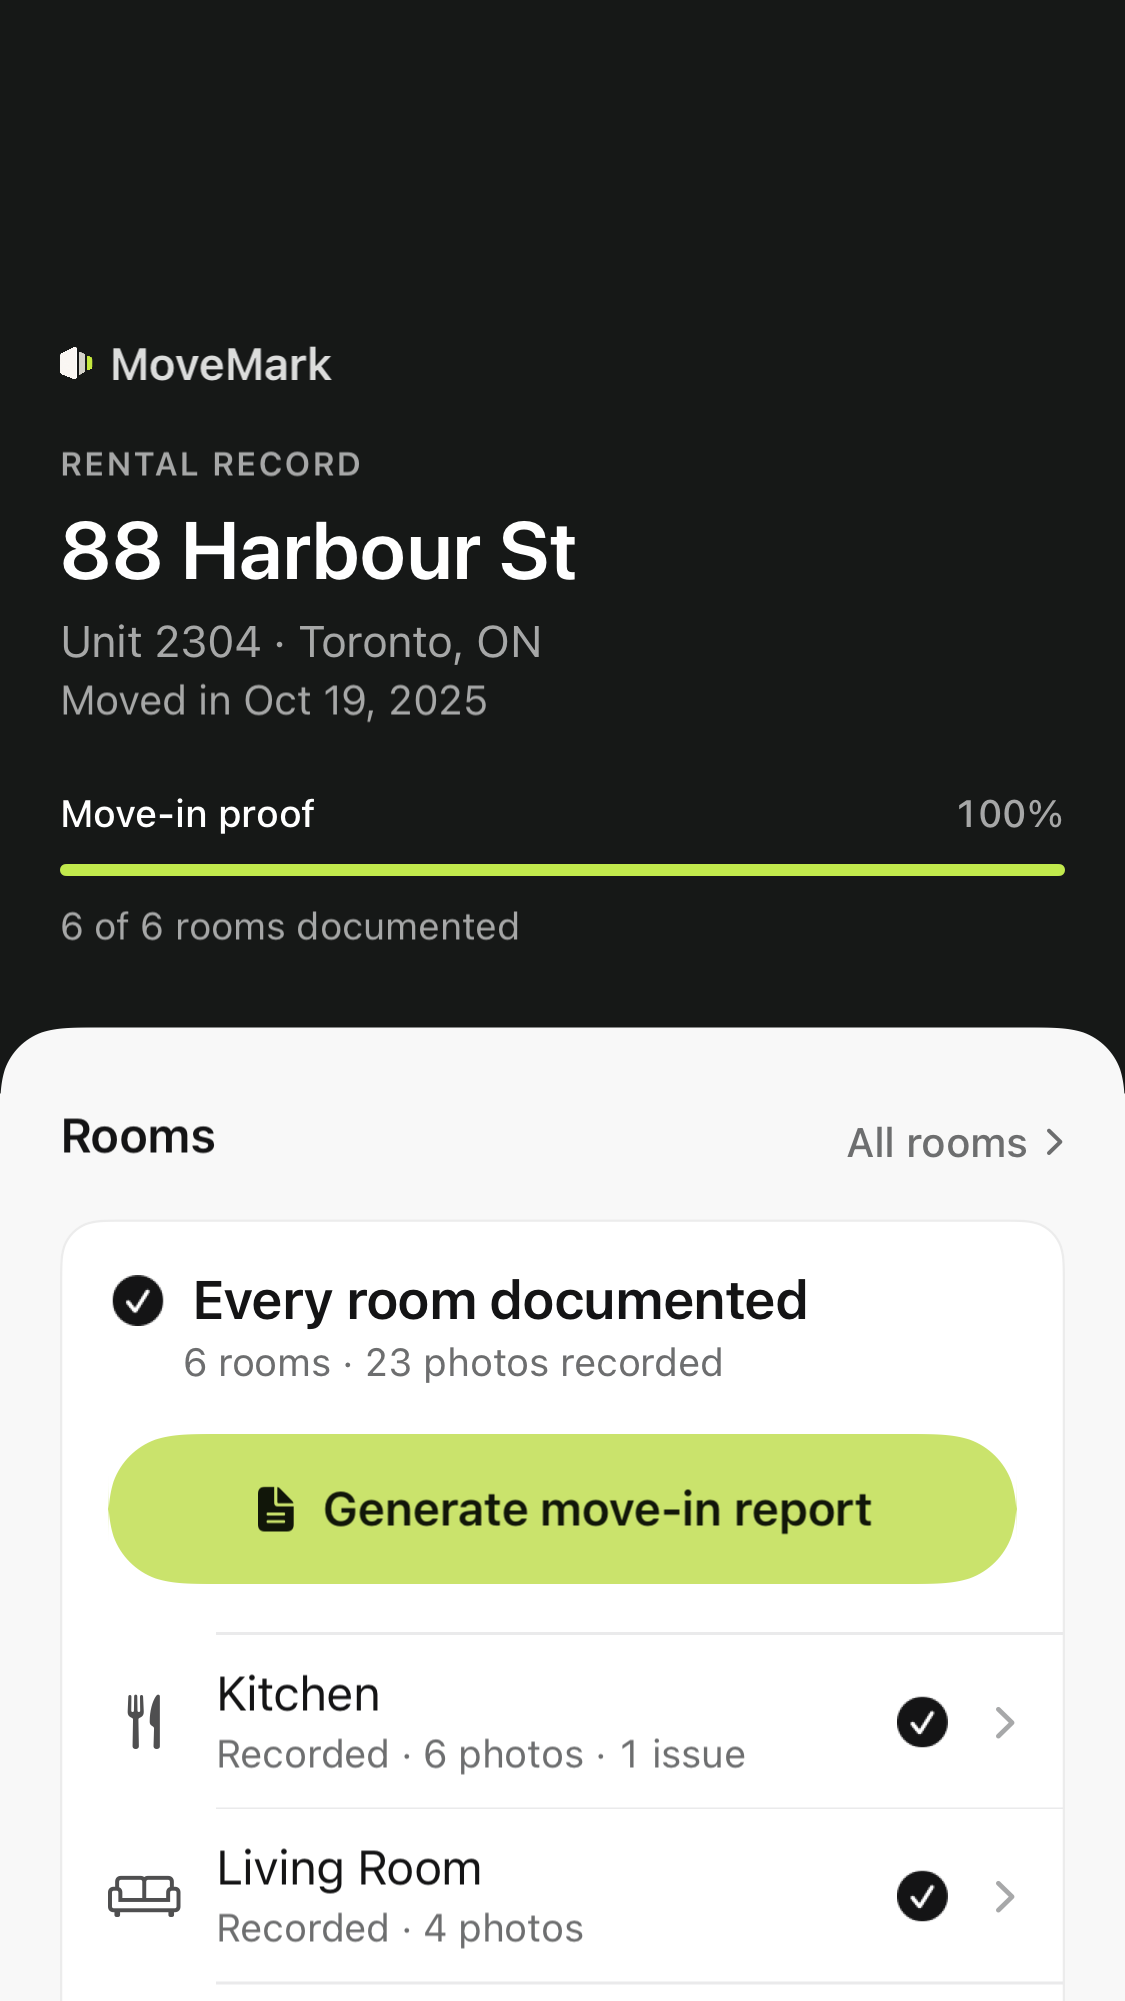 MoveMark
RENTAL RECORD
88 Harbour St
Unit 2304 · Toronto, ON
Moved in Oct 19, 2025
Move-in proof
100%
6 of 6 rooms documented
Rooms
All rooms
Every room documented
6 rooms · 23 photos recorded
Generate move-in report
Kitchen
Recorded · 6 photos · 1 issue
Living Room
Recorded · 4 photos